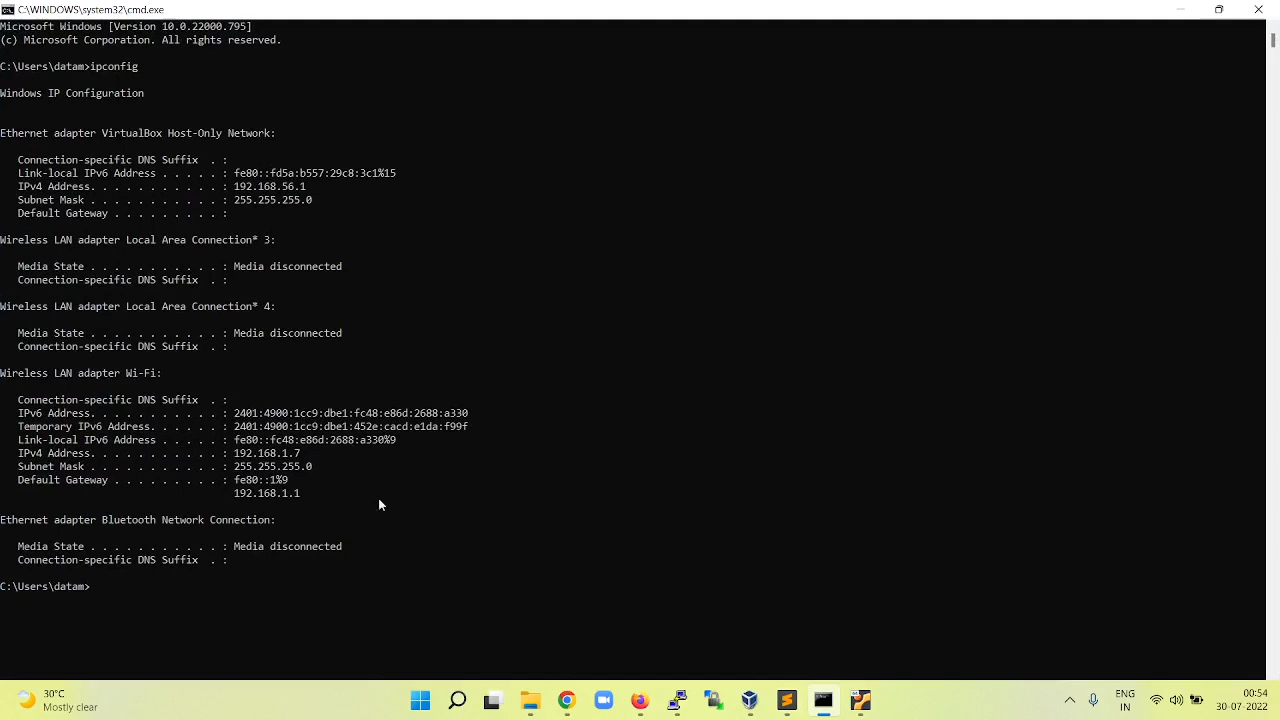 C:\WINDOWS\system32\cmd.exe
Microsoft Windows [Version 10.0.22000.795]
(c) Microsoft Corporation. All rights reserved.
C:\Users\datam>ipconfig
Windows IP Configuration
Ethernet adapter VirtualBox Host-Only Network:
Connection-specific DNS Suffix . :
Link-local IPv6 Address . . . . . : fe80::fd5a:b557:29c8:3c1%15
IPv4 Address. . . . . . . . . . . : 192.168.56.1
Subnet Mask . . . . . . . . . . . : 255.255.255.0
Default Gateway . . . . . . . . . :
Wireless LAN adapter Local Area Connection* 3:
Media State . . . . . . . . . . . : Media disconnected
Connection-specific DNS Suffix . :
Wireless LAN adapter Local Area Connection* 4:
Media State . . . . . . . . . . . : Media disconnected
Connection-specific DNS Suffix . :
Wireless LAN adapter Wi-Fi:
Connection-specific DNS Suffix . :
IPv6 Address. . . . . . . . . . . : 2401:4900:1cc9:dbe1:fc48:e86d:2688:a330
Temporary IPv6 Address. . . . . . : 2401:4900:1cc9:dbe1:452e:cacd:e1da:f99f
Link-local IPv6 Address . . . . . : fe80::fc48:e86d:2688:a330%9
IPv4 Address. . . . . . . . . . . : 192.168.1.7
Subnet Mask . . . . . . . . . . . : 255.255.255.0
Default Gateway . . . . . . . . . : fe80::1%9
192.168.1.1
Ethernet adapter Bluetooth Network Connection:
Media State . . . . . . . . . . . : Media disconnected
Connection-specific DNS Suffix . :
C:\Users\datam>
30°C
Mostly clear
ENG
IN
00:54
30-07-2022